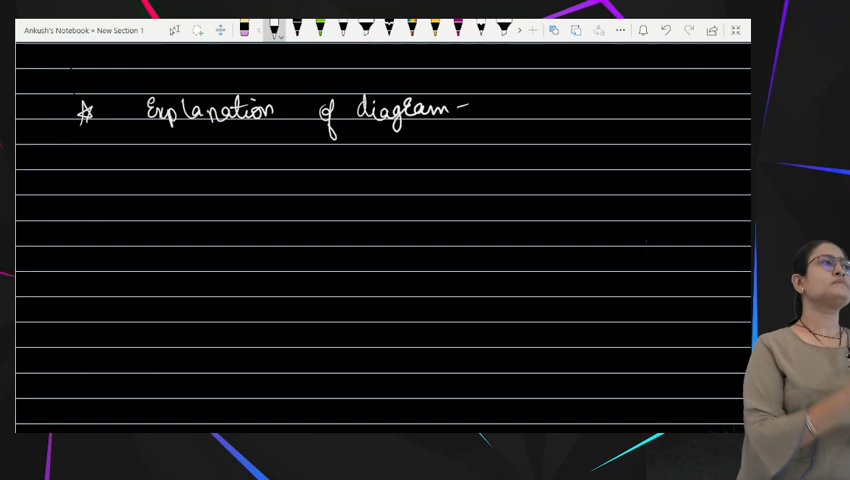 Ankush's Notebook » New Section 1
☆ Explanation of diagram –